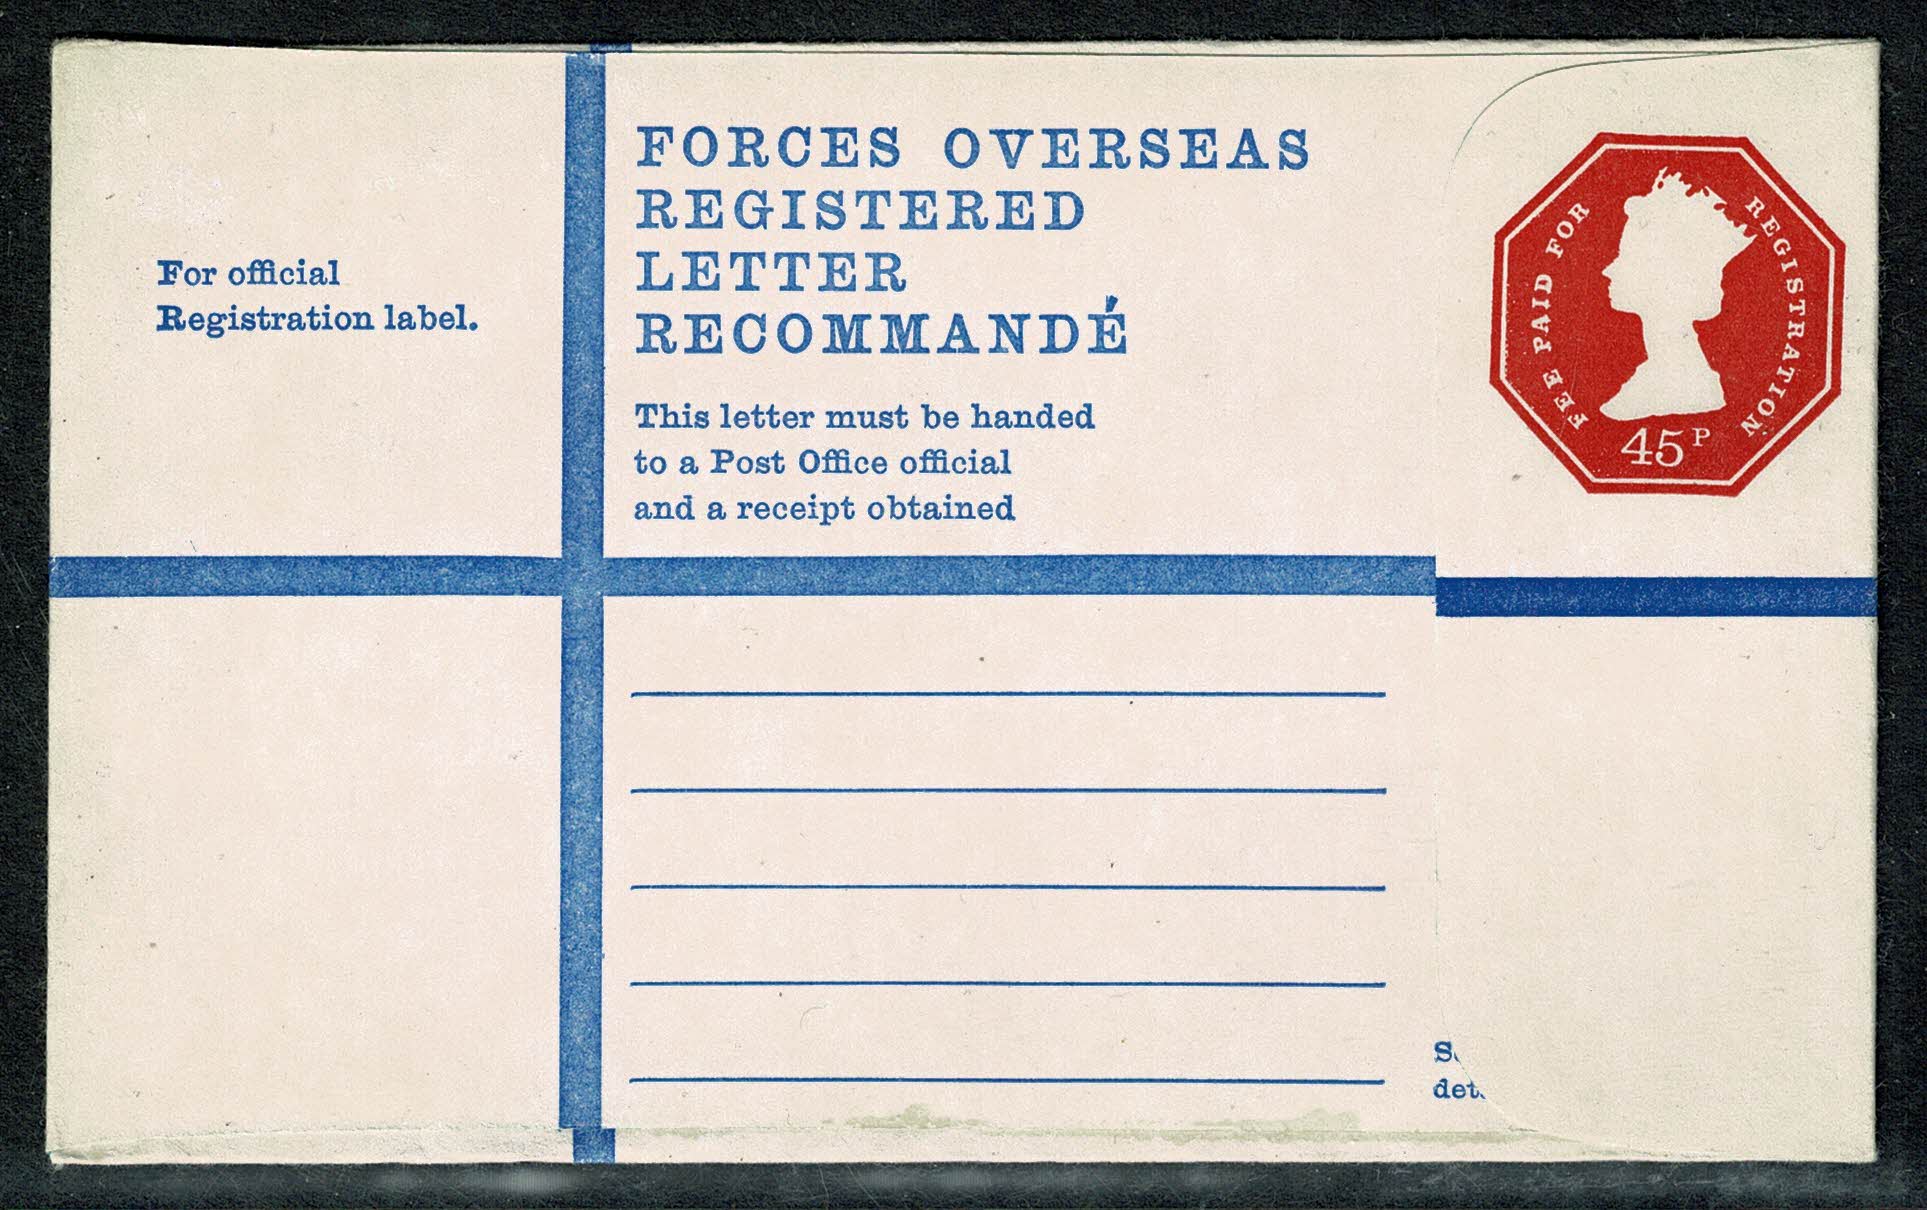 FORCES OVERSEAS
REGISTERED
LETTER
RECOMMANDÉ
For official
Registration label.
This letter must be handed
to a Post Office official
and a receipt obtained
FEE PAID FOR REGISTRATION
45P